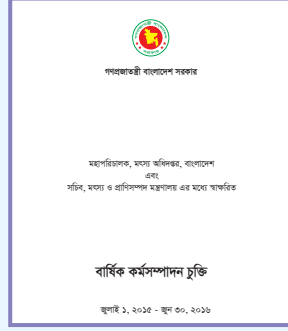 গণপ্রজাতন্ত্রী বাংলাদেশ সরকার
মহাপরিচালক, মৎস্য অধিদপ্তর, বাংলাদেশ
এবং
সচিব, মৎস্য ও প্রাণিসম্পদ মন্ত্রণালয় এর মধ্যে স্বাক্ষরিত
বার্ষিক কর্মসম্পাদন চুক্তি
জুলাই ১, ২০১৫ - জুন ৩০, ২০১৬